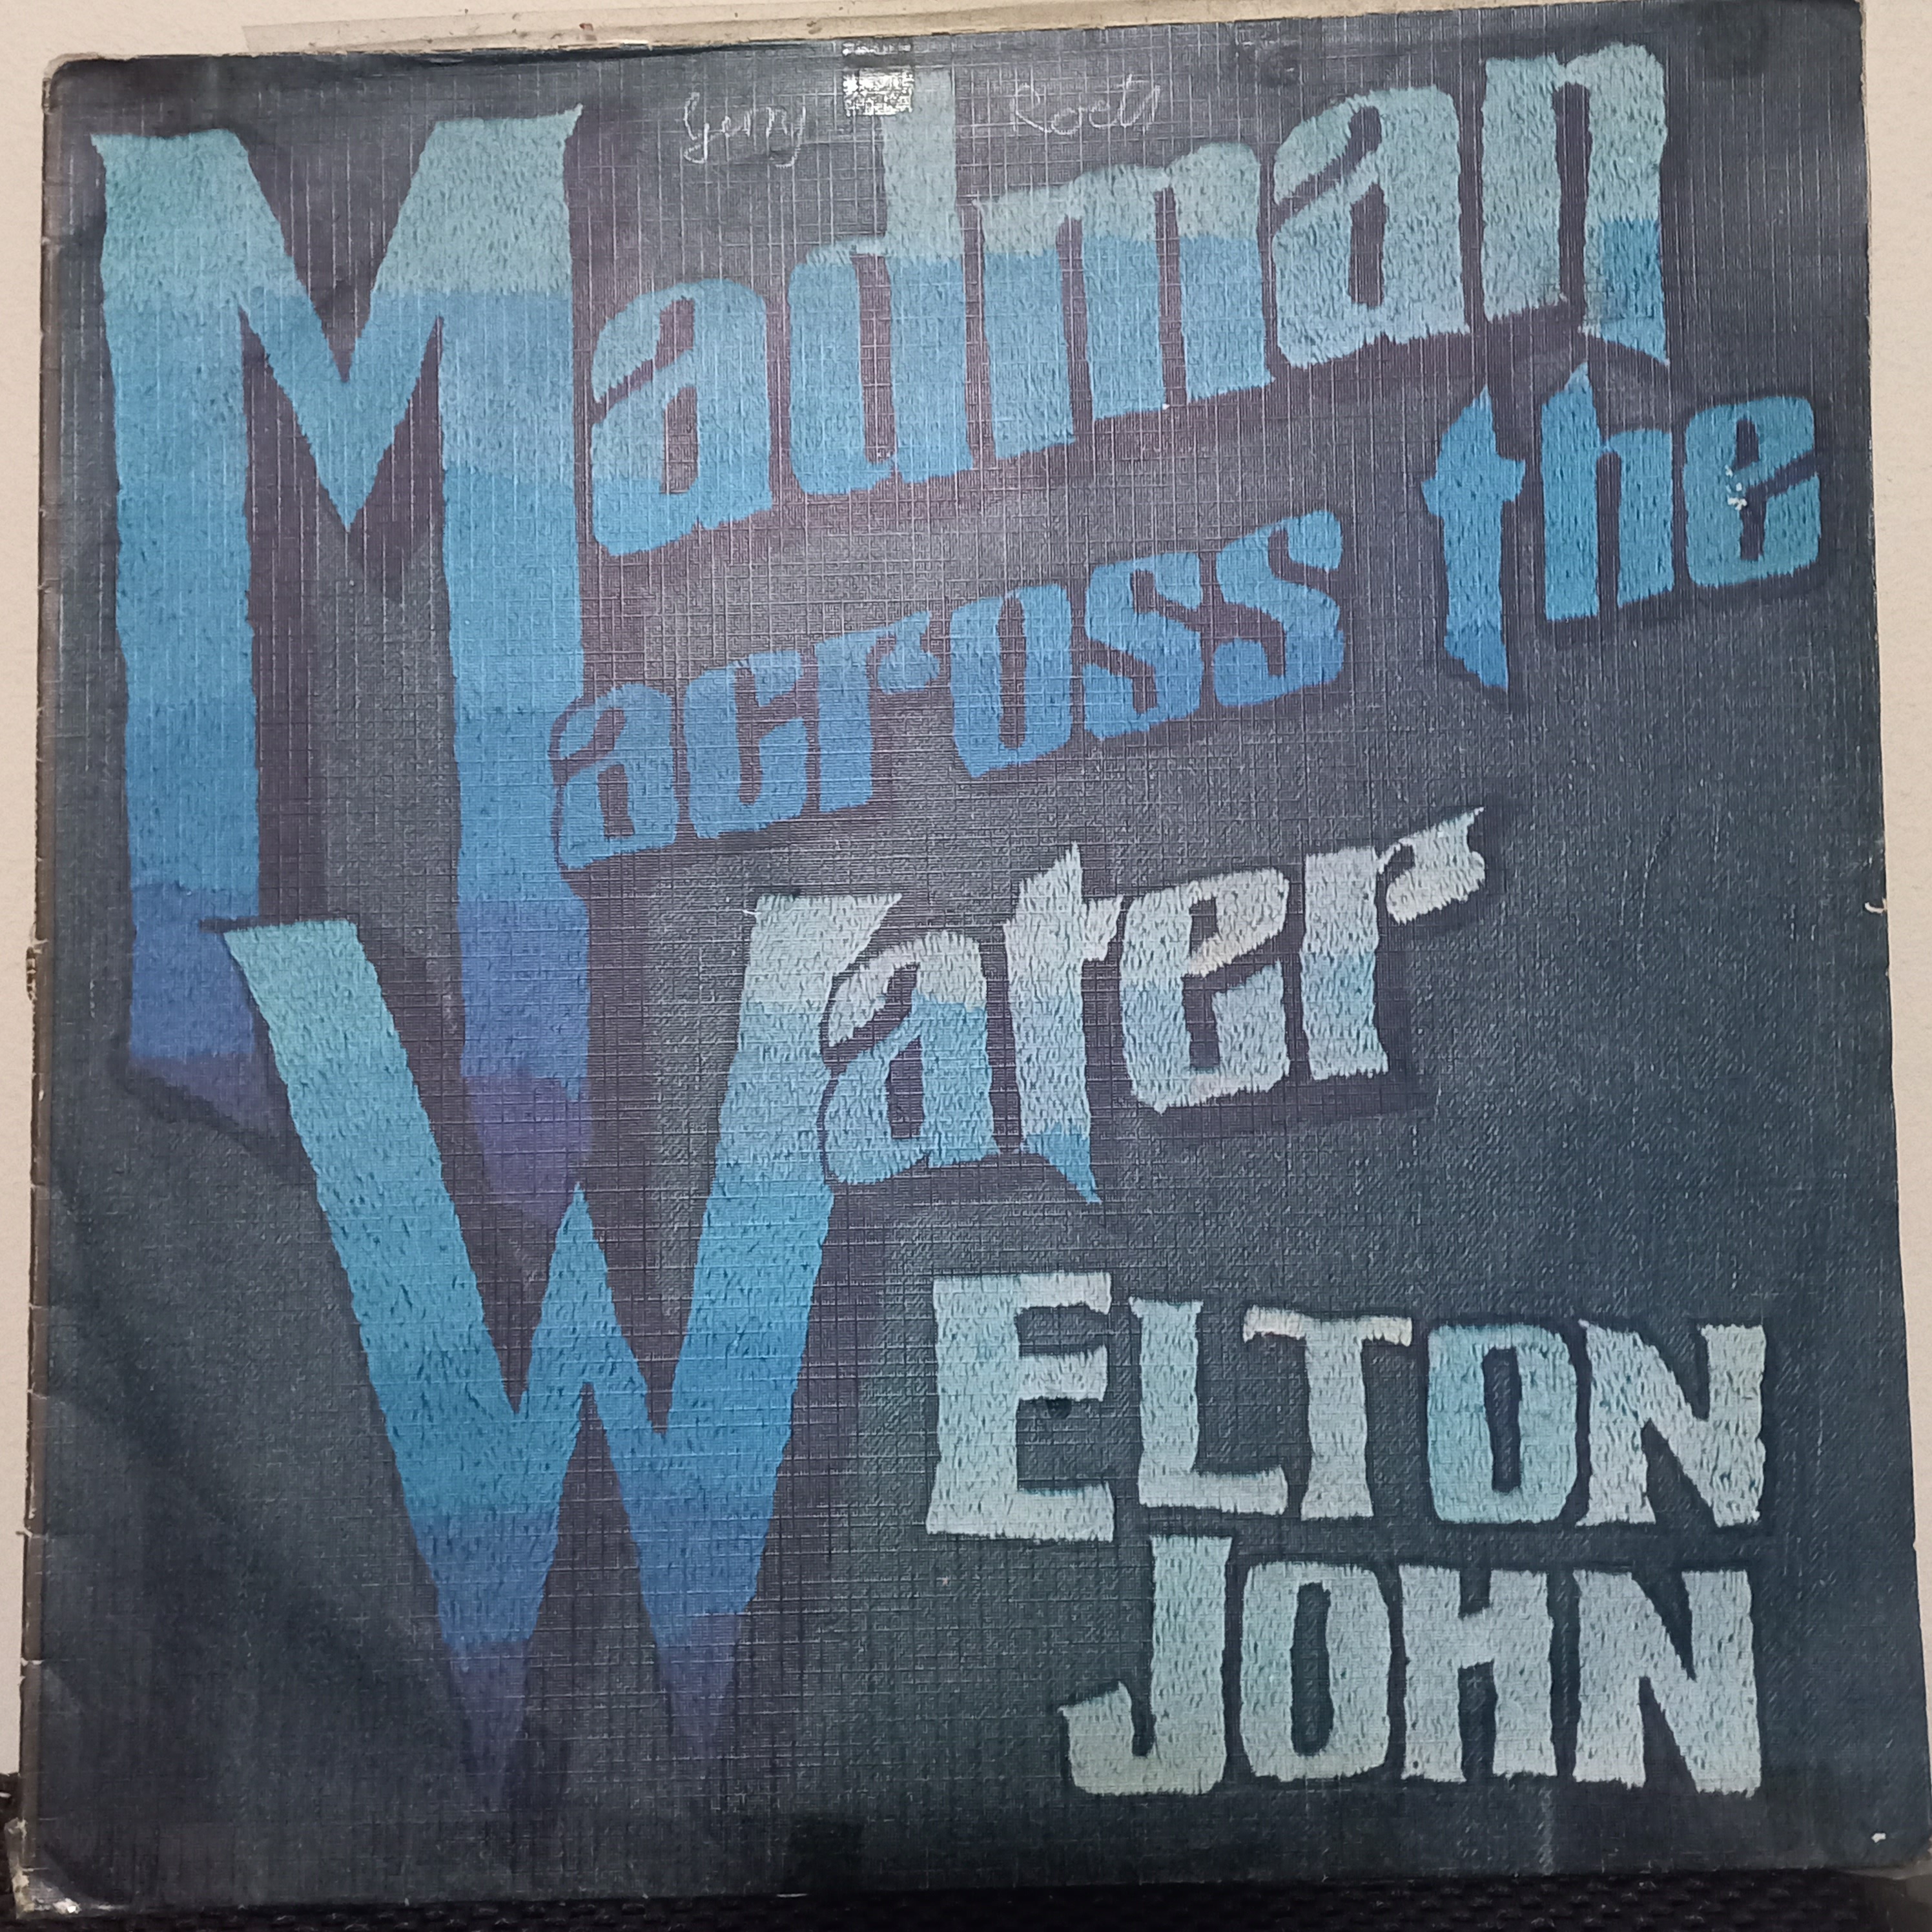 Madman
across the
Water
ELTON
JOHN